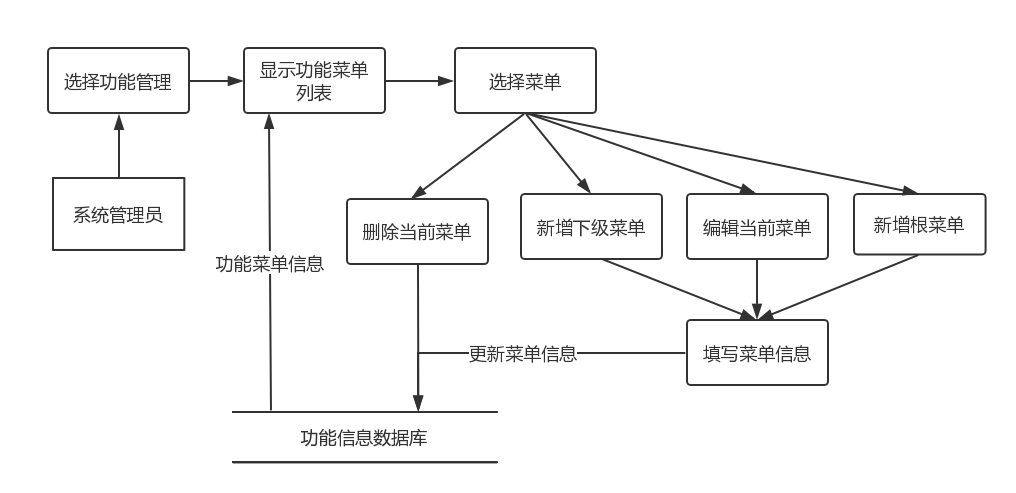 选择功能管理
显示功能菜单
列表
选择菜单
系统管理员
删除当前菜单
新增下级菜单
编辑当前菜单
新增根菜单
功能菜单信息
更新菜单信息
填写菜单信息
功能信息数据库